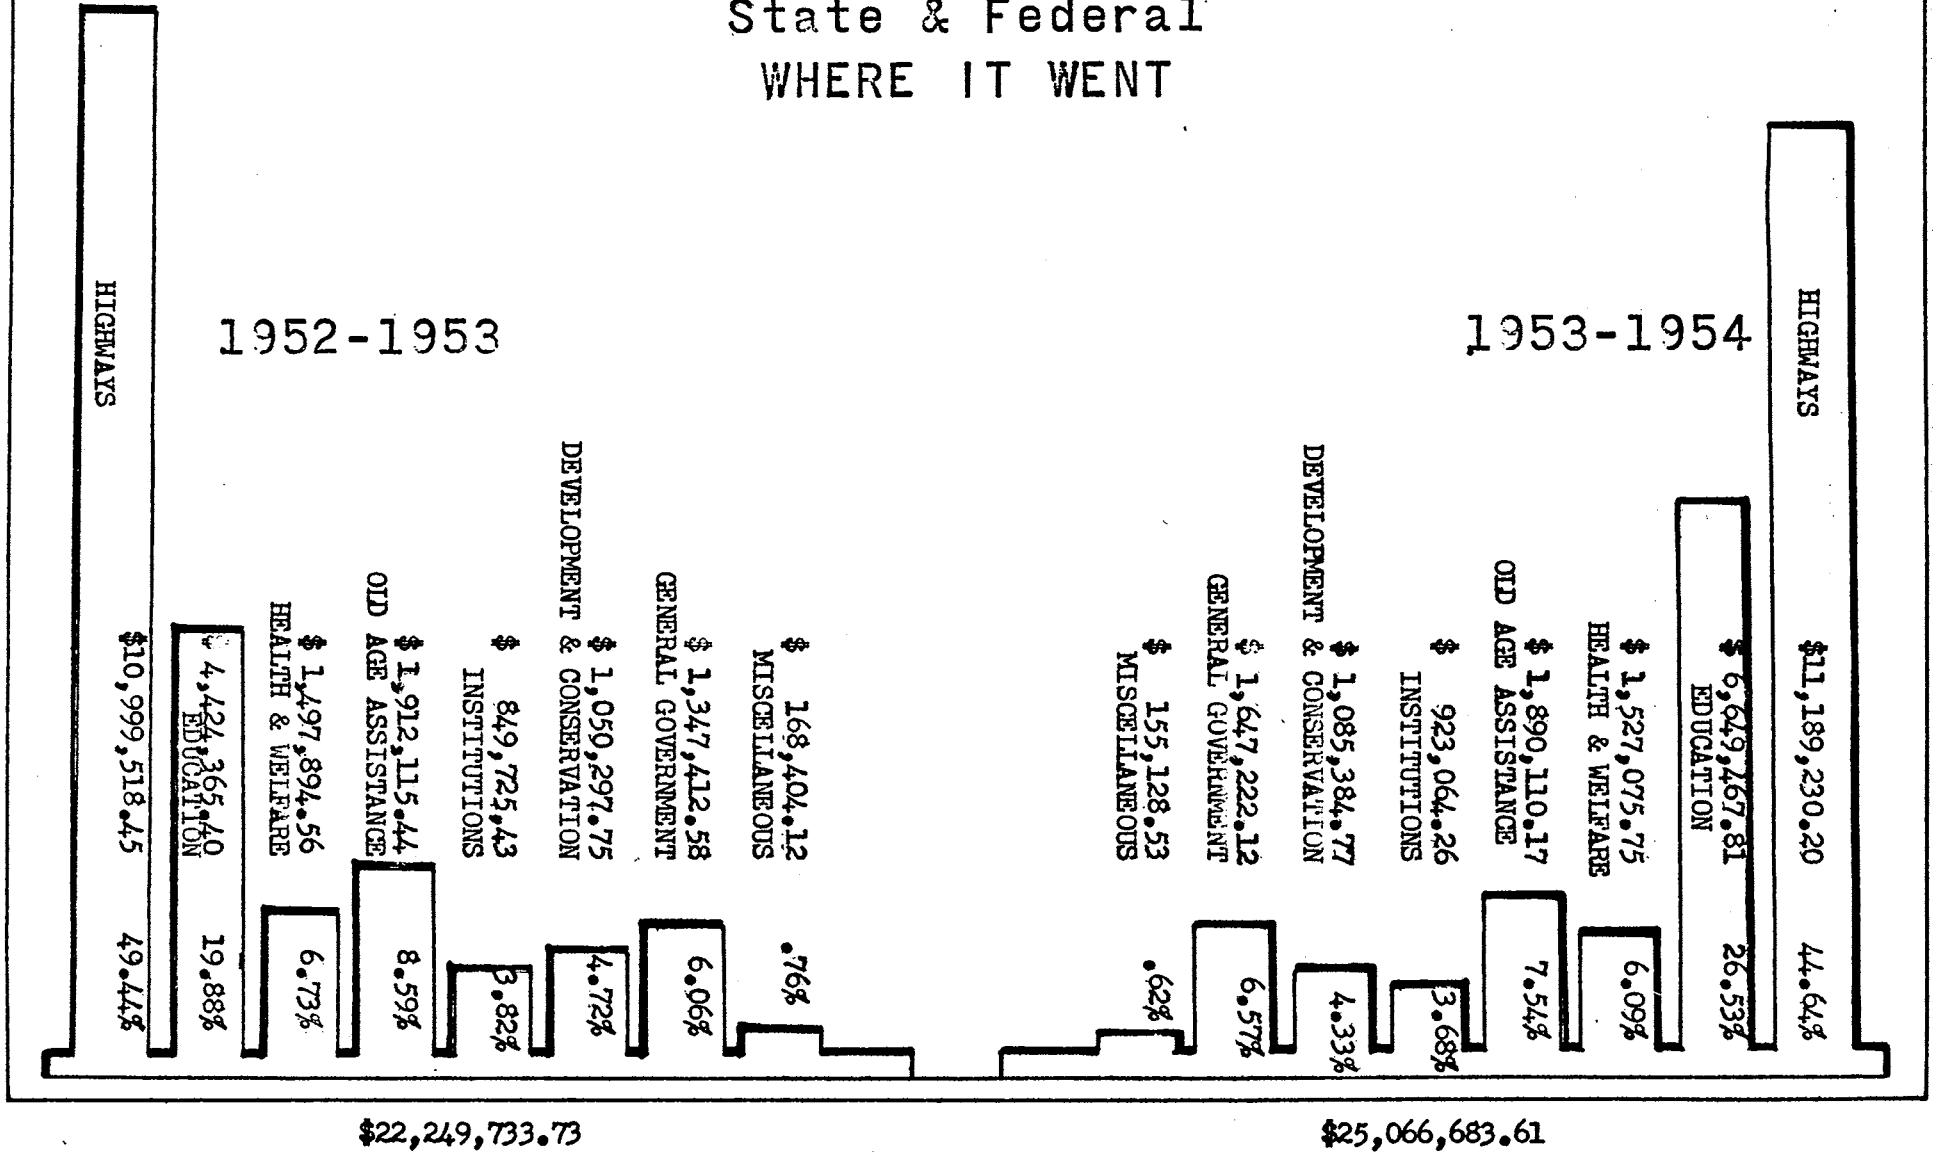 State & Federal
WHERE IT WENT
1952-1953
HIGHWAYS
$10,999,518.45 49.44%
$ 4,424,365.40 19.88%
EDUCATION
$ 1,497,894.56 6.73%
HEALTH & WELFARE
$ 1,912,115.44 8.59%
OLD AGE ASSISTANCE
$ 849,725,43 3.82%
INSTITUTIONS
$ 1,050,297.75 4.72%
DEVELOPMENT & CONSERVATION
$ 1,347,412.58 6.06%
GENERAL GOVERNMENT
$ 168,404.12 .76%
MISCELLANEOUS
1953-1954
$ 155,128.53 .62%
MISCELLANEOUS
$ 1,647,222.12 6.57%
GENERAL GOVERNMENT
$ 1,085,384.77 4.33%
DEVELOPMENT & CONSERVATION
$ 923,064.26 3.68%
INSTITUTIONS
$ 1,890,110.17 7.54%
OLD AGE ASSISTANCE
$ 1,527,075.75 6.09%
HEALTH & WELFARE
$ 6,649,467.81 26.53%
EDUCATION
HIGHWAYS
$11,189,230.20 44.64%
$22,249,733.73
$25,066,683.61